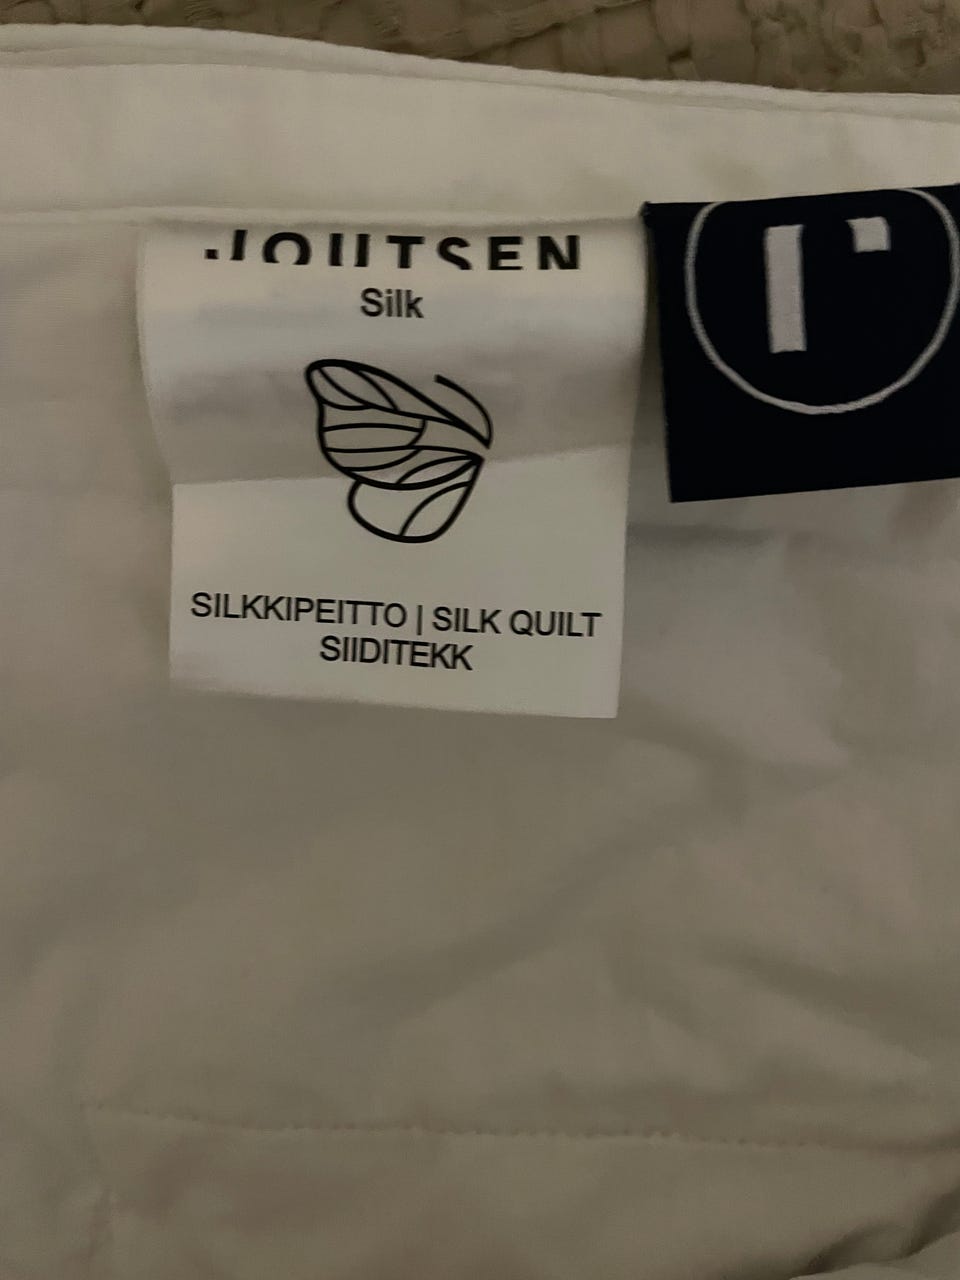 JOUTSEN
Silk
SILKKIPEITTO | SILK QUILT
SIIDITEKK